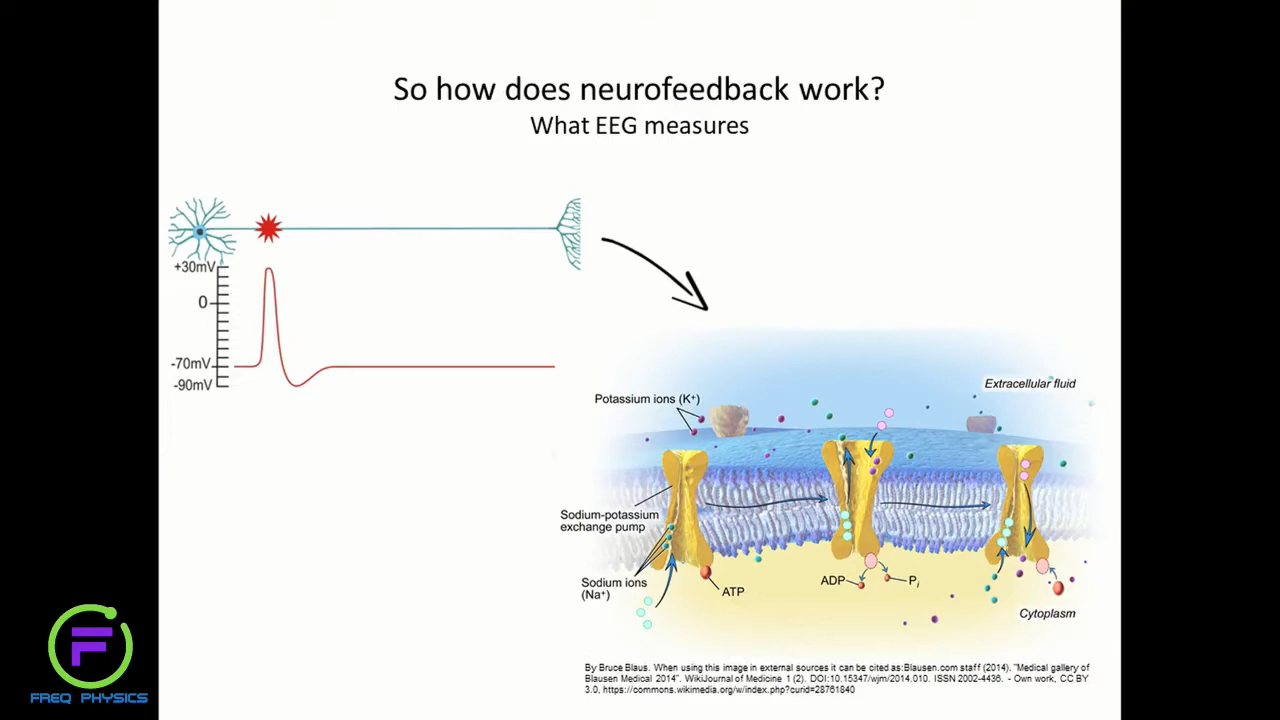 So how does neurofeedback work?
What EEG measures
+30mV
0
-70mV
-90mV
Extracellular fluid
Potassium ions (K⁺)
Sodium-potassium
exchange pump
Sodium ions
(Na⁺)
ATP
ADP
Pi
Cytoplasm
By Bruce Blaus. When using this image in external sources it can be cited as:Blausen.com staff (2014). "Medical gallery of
Blausen Medical 2014". WikiJournal of Medicine 1 (2). DOI:10.15347/wjm/2014.010. ISSN 2002-4436. - Own work, CC BY
3.0, https://commons.wikimedia.org/w/index.php?curid=28761840
F
FREQ PHYSICS